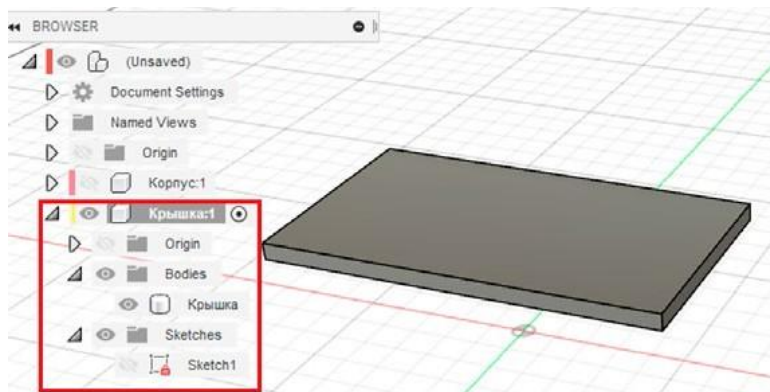 BROWSER
(Unsaved)
Document Settings
Named Views
Origin
Корпус:1
Крышка:1
Origin
Bodies
Крышка
Sketches
Sketch1